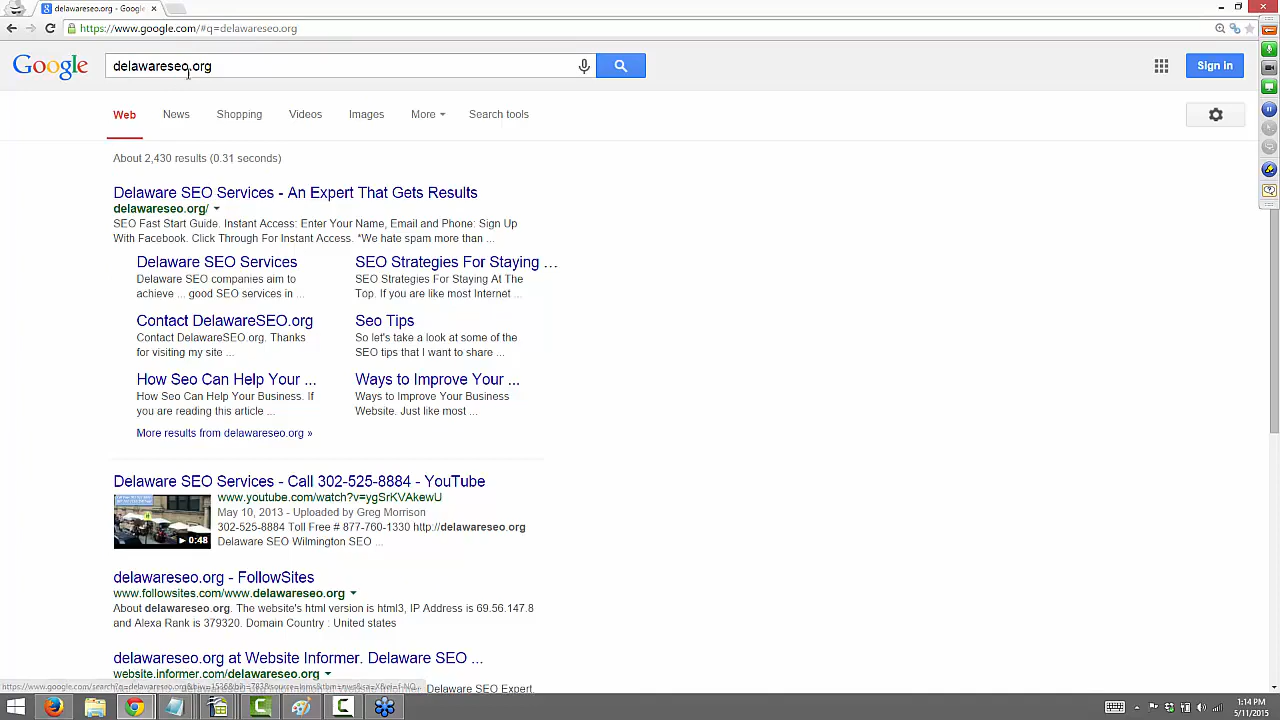 delawareseo.org - Google
https://www.google.com/#q=delawareseo.org
Google
delawareseo.org
Sign in
Web News Shopping Videos Images More Search tools
About 2,430 results (0.31 seconds)
Delaware SEO Services - An Expert That Gets Results
delawareseo.org/
SEO Fast Start Guide. Instant Access: Enter Your Name, Email and Phone: Sign Up
With Facebook. Click Through For Instant Access. *We hate spam more than ...
Delaware SEO Services
Delaware SEO companies aim to
achieve ... good SEO services in ...
SEO Strategies For Staying ...
SEO Strategies For Staying At The
Top. If you are like most Internet ...
Contact DelawareSEO.org
Contact DelawareSEO.org. Thanks
for visiting my site ...
Seo Tips
So let's take a look at some of the
SEO tips that I want to share ...
How Seo Can Help Your ...
How Seo Can Help Your Business. If
you are reading this article ...
Ways to Improve Your ...
Ways to Improve Your Business
Website. Just like most ...
More results from delawareseo.org »
Delaware SEO Services - Call 302-525-8884 - YouTube
www.youtube.com/watch?v=ygSrKVAkewU
May 10, 2013 - Uploaded by Greg Morrison
302-525-8884 Toll Free # 877-760-1330 http://delawareseo.org
Delaware SEO Wilmington SEO ...
0:48
delawareseo.org - FollowSites
www.followsites.com/www.delawareseo.org
About delawareseo.org. The website's html version is html3, IP Address is 69.56.147.8
and Alexa Rank is 379320. Domain Country : United states
delawareseo.org at Website Informer. Delaware SEO ...
website.informer.com/delawareseo.org
Delaware SEO Expert.
1:14 PM
5/11/2015